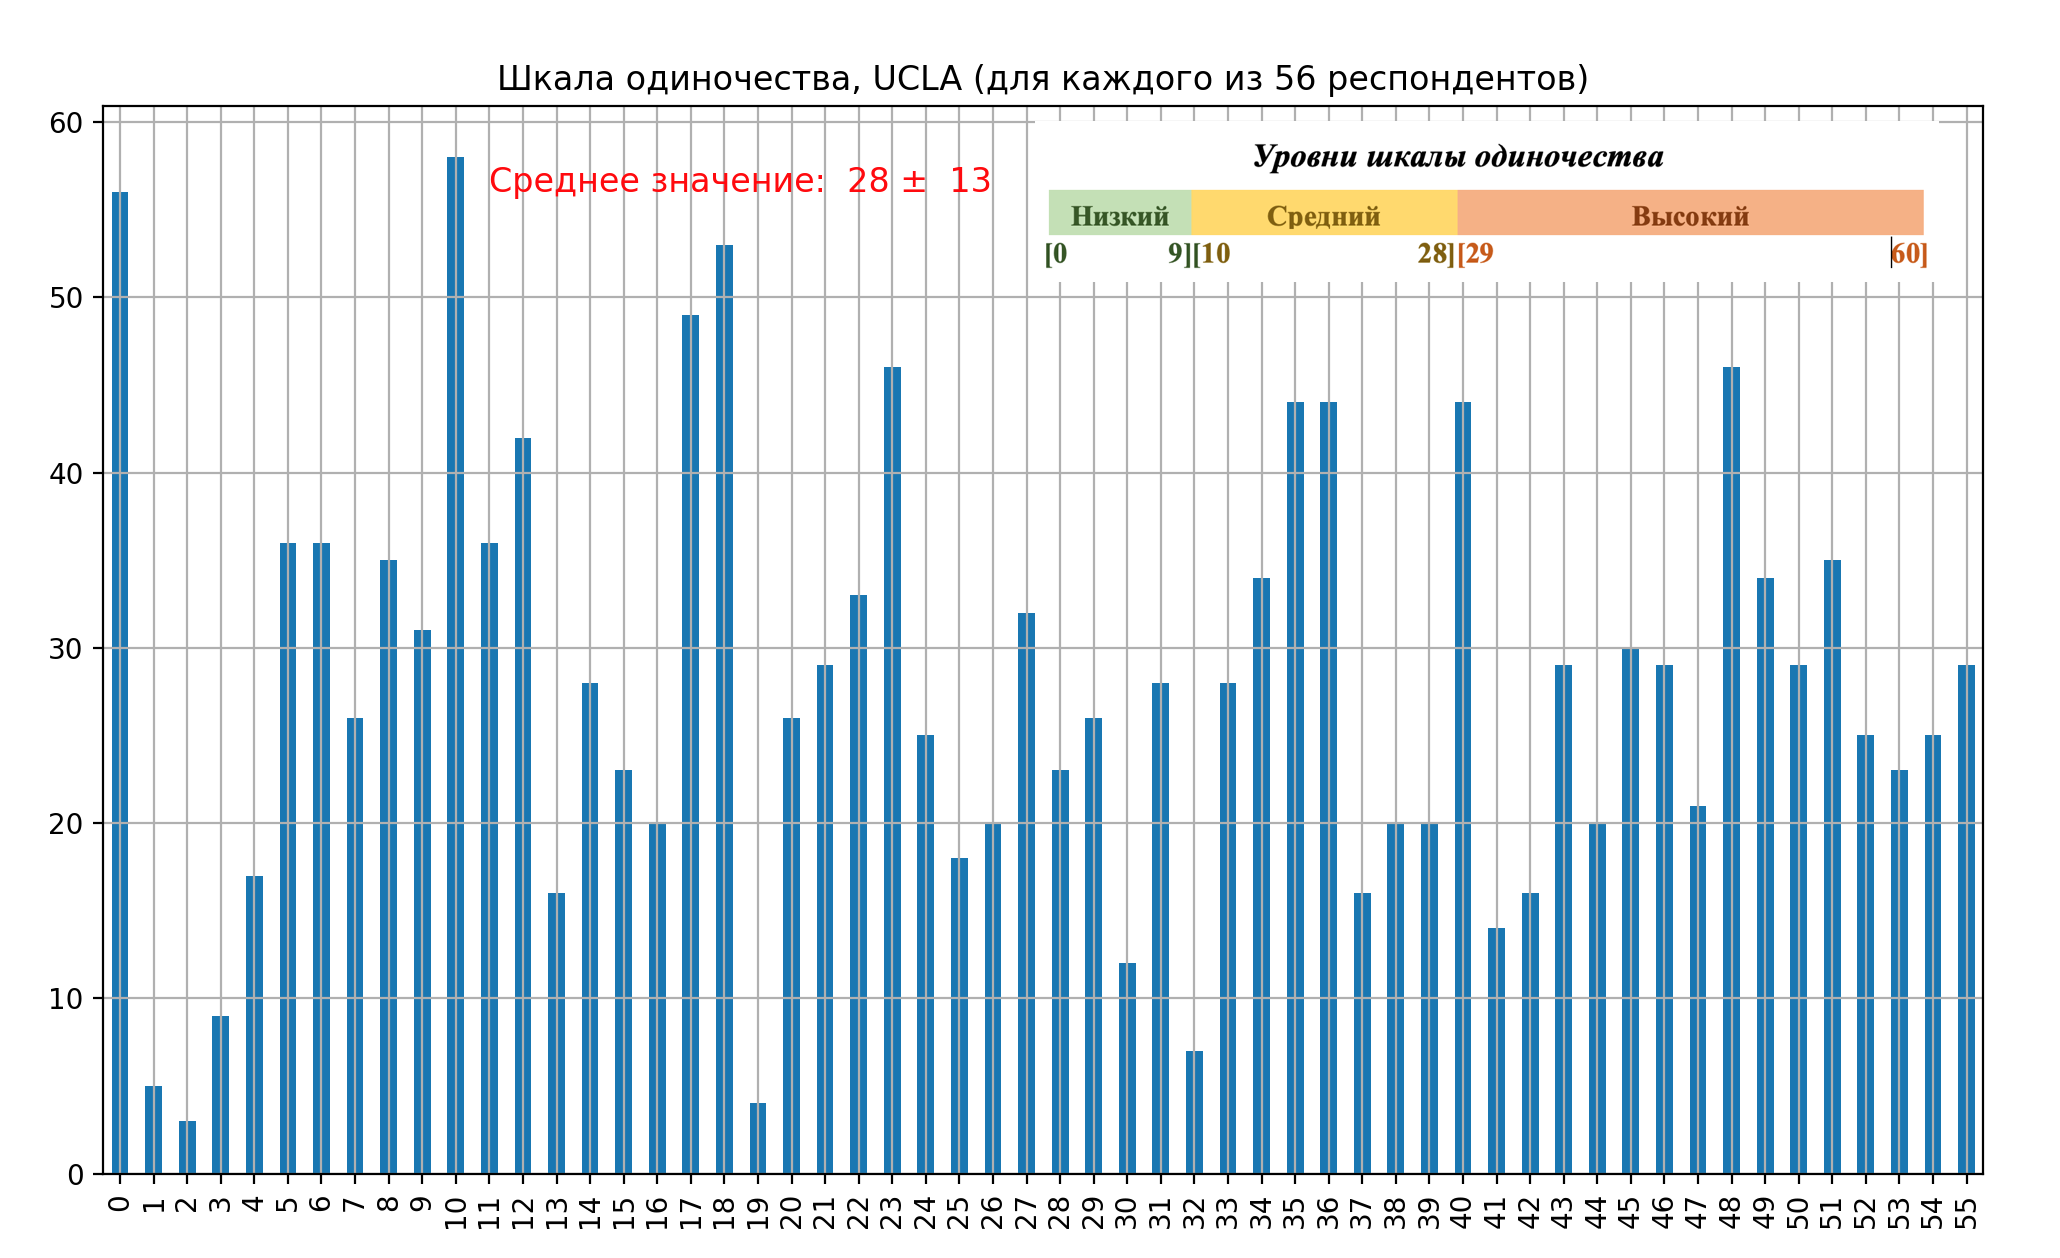 Шкала одиночества, UCLA (для каждого из 56 респондентов)
60
50
40
30
20
10
0
Среднее значение: 28 ± 13
Уровни шкалы одиночества
Низкий Средний Высокий
[0 9][10 28][29 60]
0 1 2 3 4 5 6 7 8 9 10 11 12 13 14 15 16 17 18 19 20 21 22 23 24 25 26 27 28 29 30 31 32 33 34 35 36 37 38 39 40 41 42 43 44 45 46 47 48 49 50 51 52 53 54 55